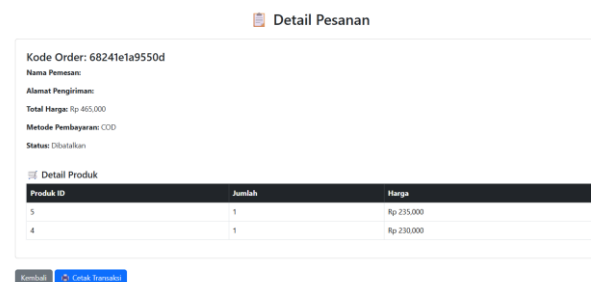 Detail Pesanan
Kode Order: 68241e1a9550d
Nama Pemesan:
Alamat Pengiriman:
Total Harga: Rp 465,000
Metode Pembayaran: COD
Status: Dibatalkan
Detail Produk
Produk ID Jumlah Harga
5 1 Rp 235,000
4 1 Rp 230,000
Kembali Cetak Transaksi